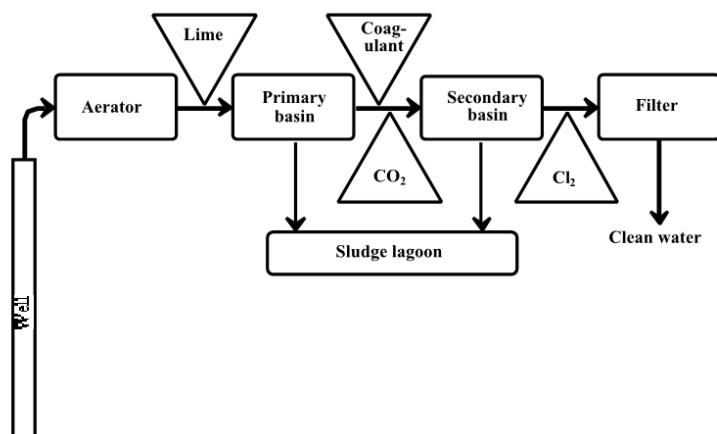 Lime
Coag-
ulant
Aerator
Primary
basin
Secondary
basin
Filter
CO₂
Cl₂
Clean water
Sludge lagoon
Well